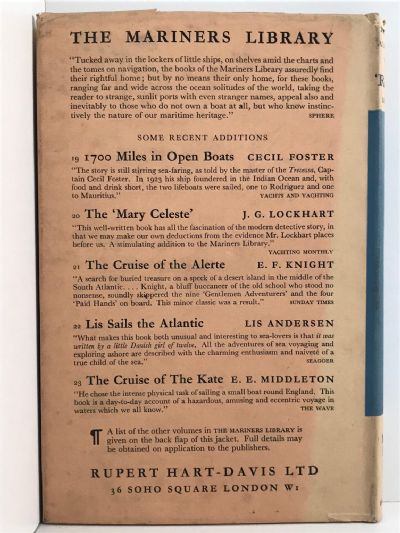 THE MARINERS LIBRARY
"Tucked away in the lockers of little ships, on shelves amid the charts and
the tomes on navigation, the books of the Mariners Library assuredly find
their rightful home; but by no means their only home, for these books,
ranging far and wide across the ocean solitudes of the world, taking the
reader to strange, sunlit ports with even stranger names, appeal also and
inevitably to those who do not own a boat at all, but who know instinc-
tively the nature of our maritime heritage." SPHERE
SOME RECENT ADDITIONS
19 1700 Miles in Open Boats CECIL FOSTER
"The story is still stirring sea-faring, as told by the master of the Trevessa, Cap-
tain Cecil Foster. In 1923 his ship foundered in the Indian Ocean and, with
food and drink short, the two lifeboats were sailed, one to Rodriguez and one
to Mauritius." YACHTS AND YACHTING
20 The 'Mary Celeste' J. G. LOCKHART
"This well-written book has all the fascination of the modern detective story, in
that we may make our own deductions from the evidence Mr. Lockhart places
before us. A stimulating addition to the Mariners Library."
YACHTING MONTHLY
21 The Cruise of the Alerte E. F. KNIGHT
"A search for buried treasure on a speck of desert island in the middle of the
South Atlantic. . . . Knight, a bluff buccaneer of the old school who stood no
nonsense, soundly skippered the nine 'Gentlemen Adventurers' and the four
'Paid Hands' on board. This minor classic was a result." SUNDAY TIMES
22 Lis Sails the Atlantic LIS ANDERSEN
"What makes this book both unusual and interesting to sea-lovers is that it was
written by a little Danish girl of twelve. All the adventures of sea voyaging and
exploring ashore are described with the charming enthusiasm and naiveté of a
true child of the sea." SEAGOER
23 The Cruise of The Kate E. E. MIDDLETON
"He chose the intense physical task of sailing a small boat round England. This
book is a day-to-day account of a hazardous, amusing and eccentric voyage in
waters which we all know." THE WAVE
¶ A list of the other volumes in THE MARINERS LIBRARY is
given on the back flap of this jacket. Full details may
be obtained on application to the publishers.
RUPERT HART-DAVIS LTD
36 SOHO SQUARE LONDON W1